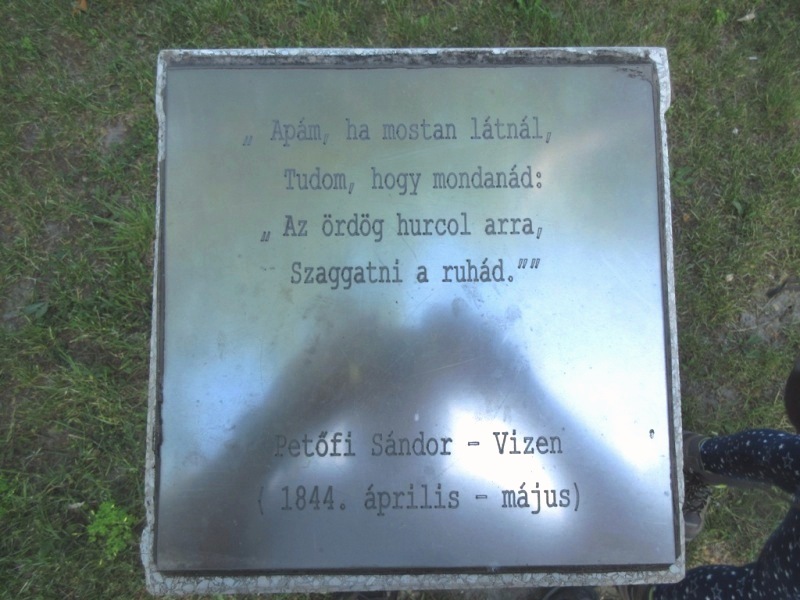 „ Apám, ha mostan látnál,
Tudom, hogy mondanád:
„ Az ördög hurcol arra,
Szaggatni a ruhád.””
Petőfi Sándor - Vizen
( 1844. április - május)